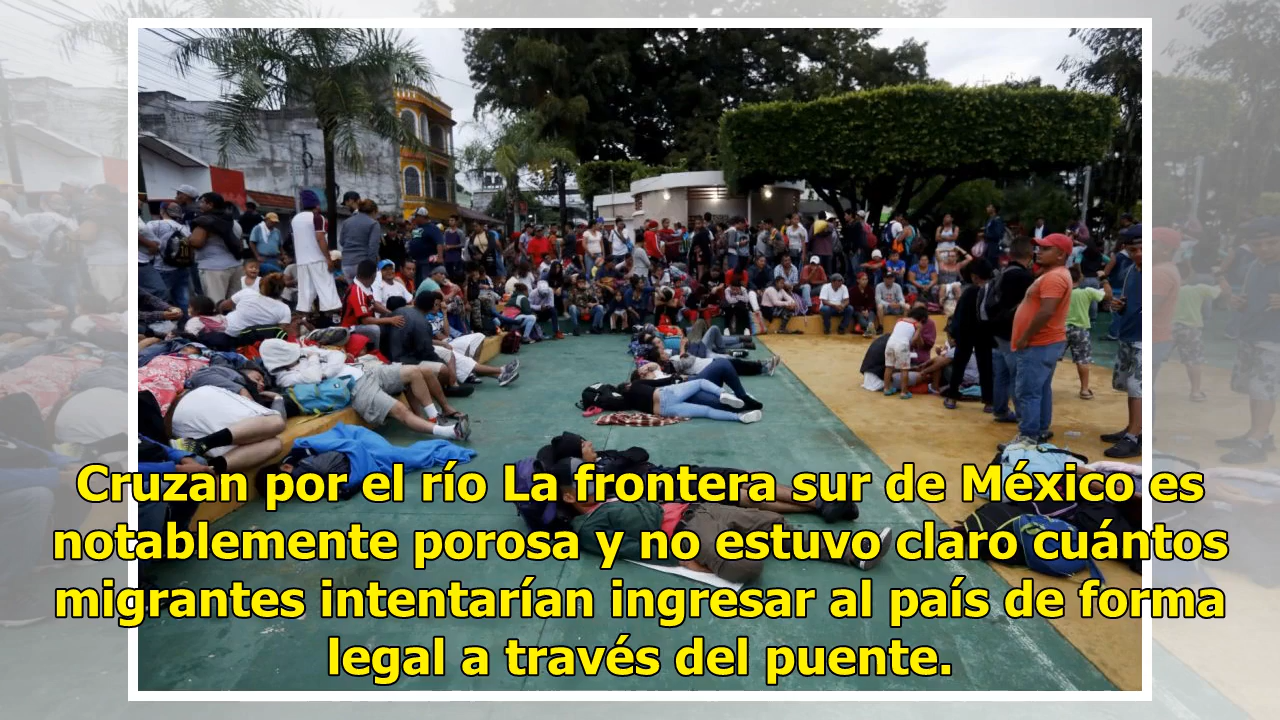 Cruzan por el río La frontera sur de México es
notablemente porosa y no estuvo claro cuántos
migrantes intentarían ingresar al país de forma
legal a través del puente.